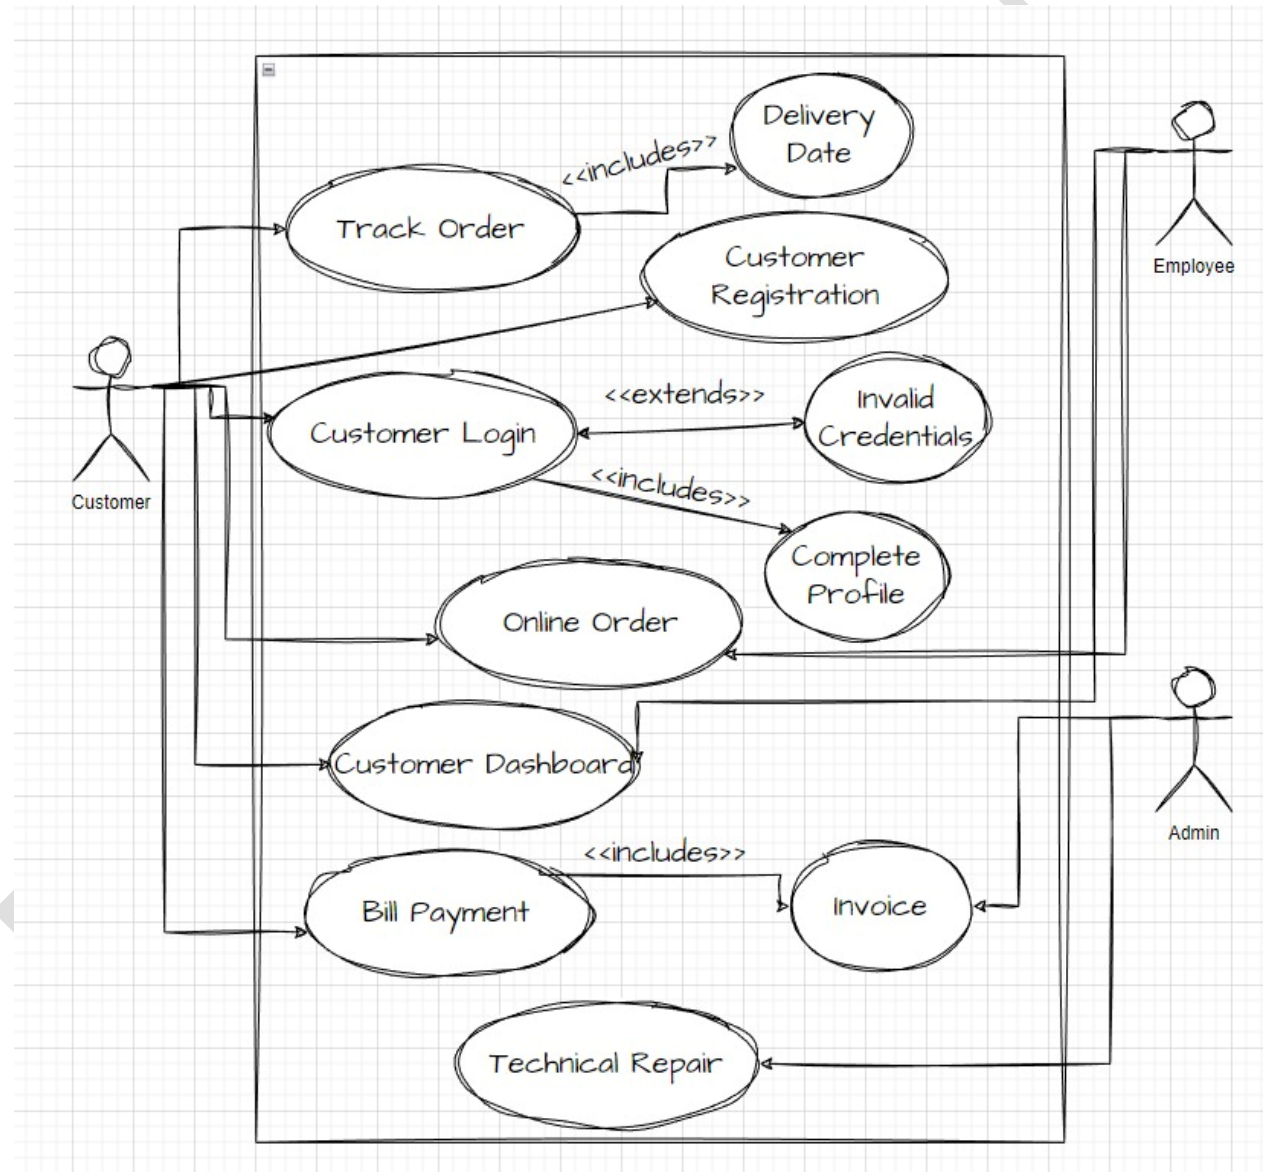 Delivery
Date
<<includes>>
Track Order
Customer
Registration
Employee
<<extends>>
Invalid
Credentials
Customer Login
<<includes>>
Customer
Complete
Profile
Online Order
Customer Dashboard
Admin
<<includes>>
Bill Payment
Invoice
Technical Repair